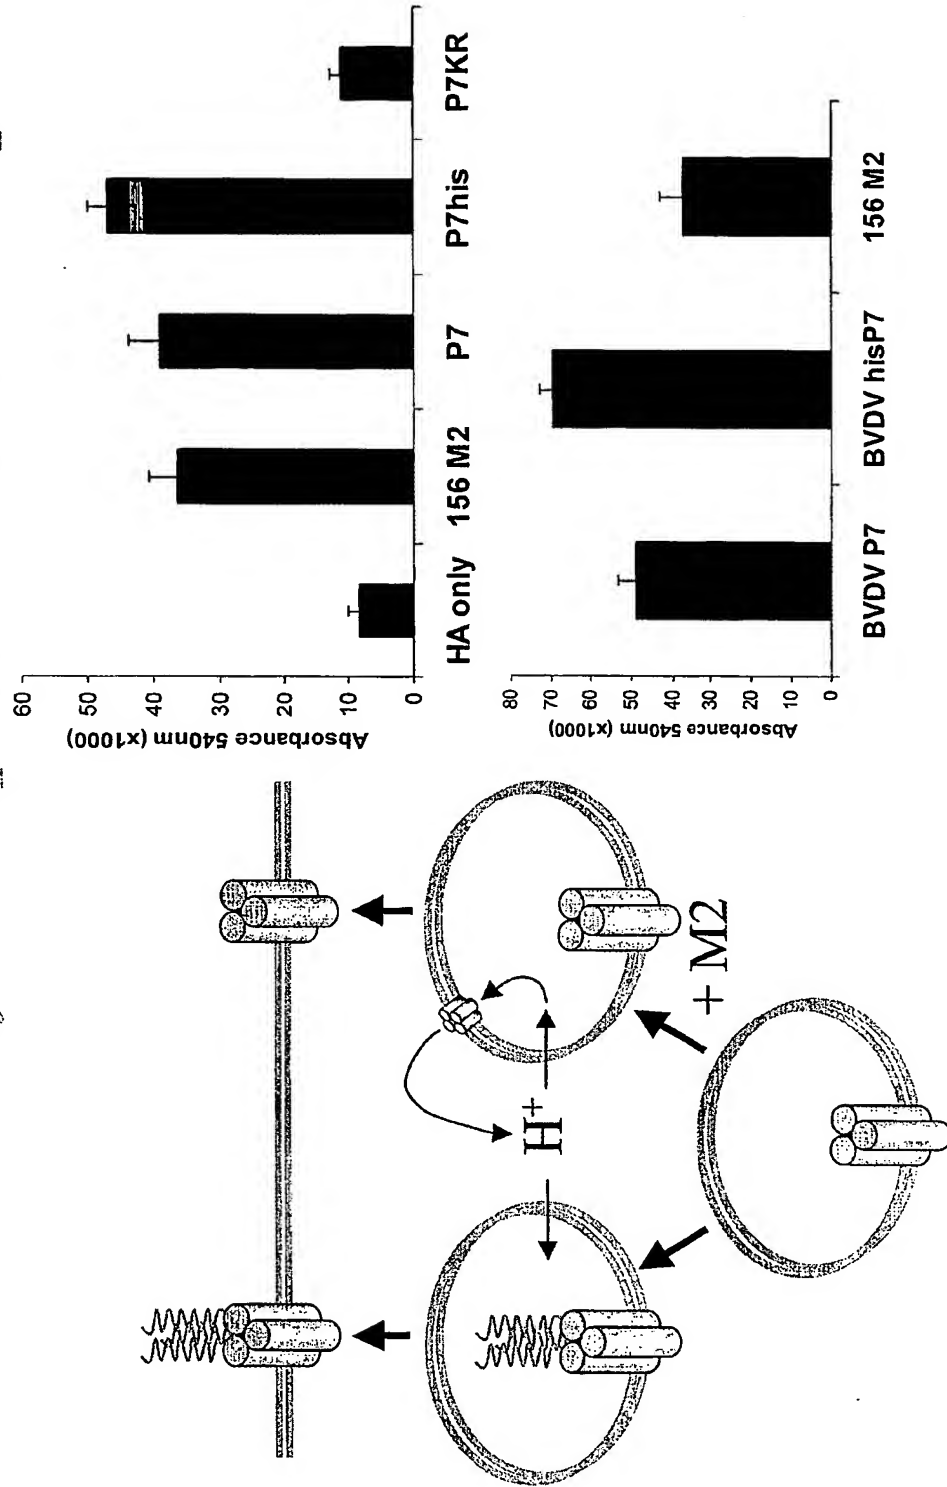 60
50
40
30
20
10
0
Absorbance 540nm (x1000)
HA only
156 M2
P7
P7his
P7KR
80
70
60
50
40
30
20
10
0
Absorbance 540nm (x1000)
BVDV P7
BVDV hisP7
156 M2
H+
+ M2